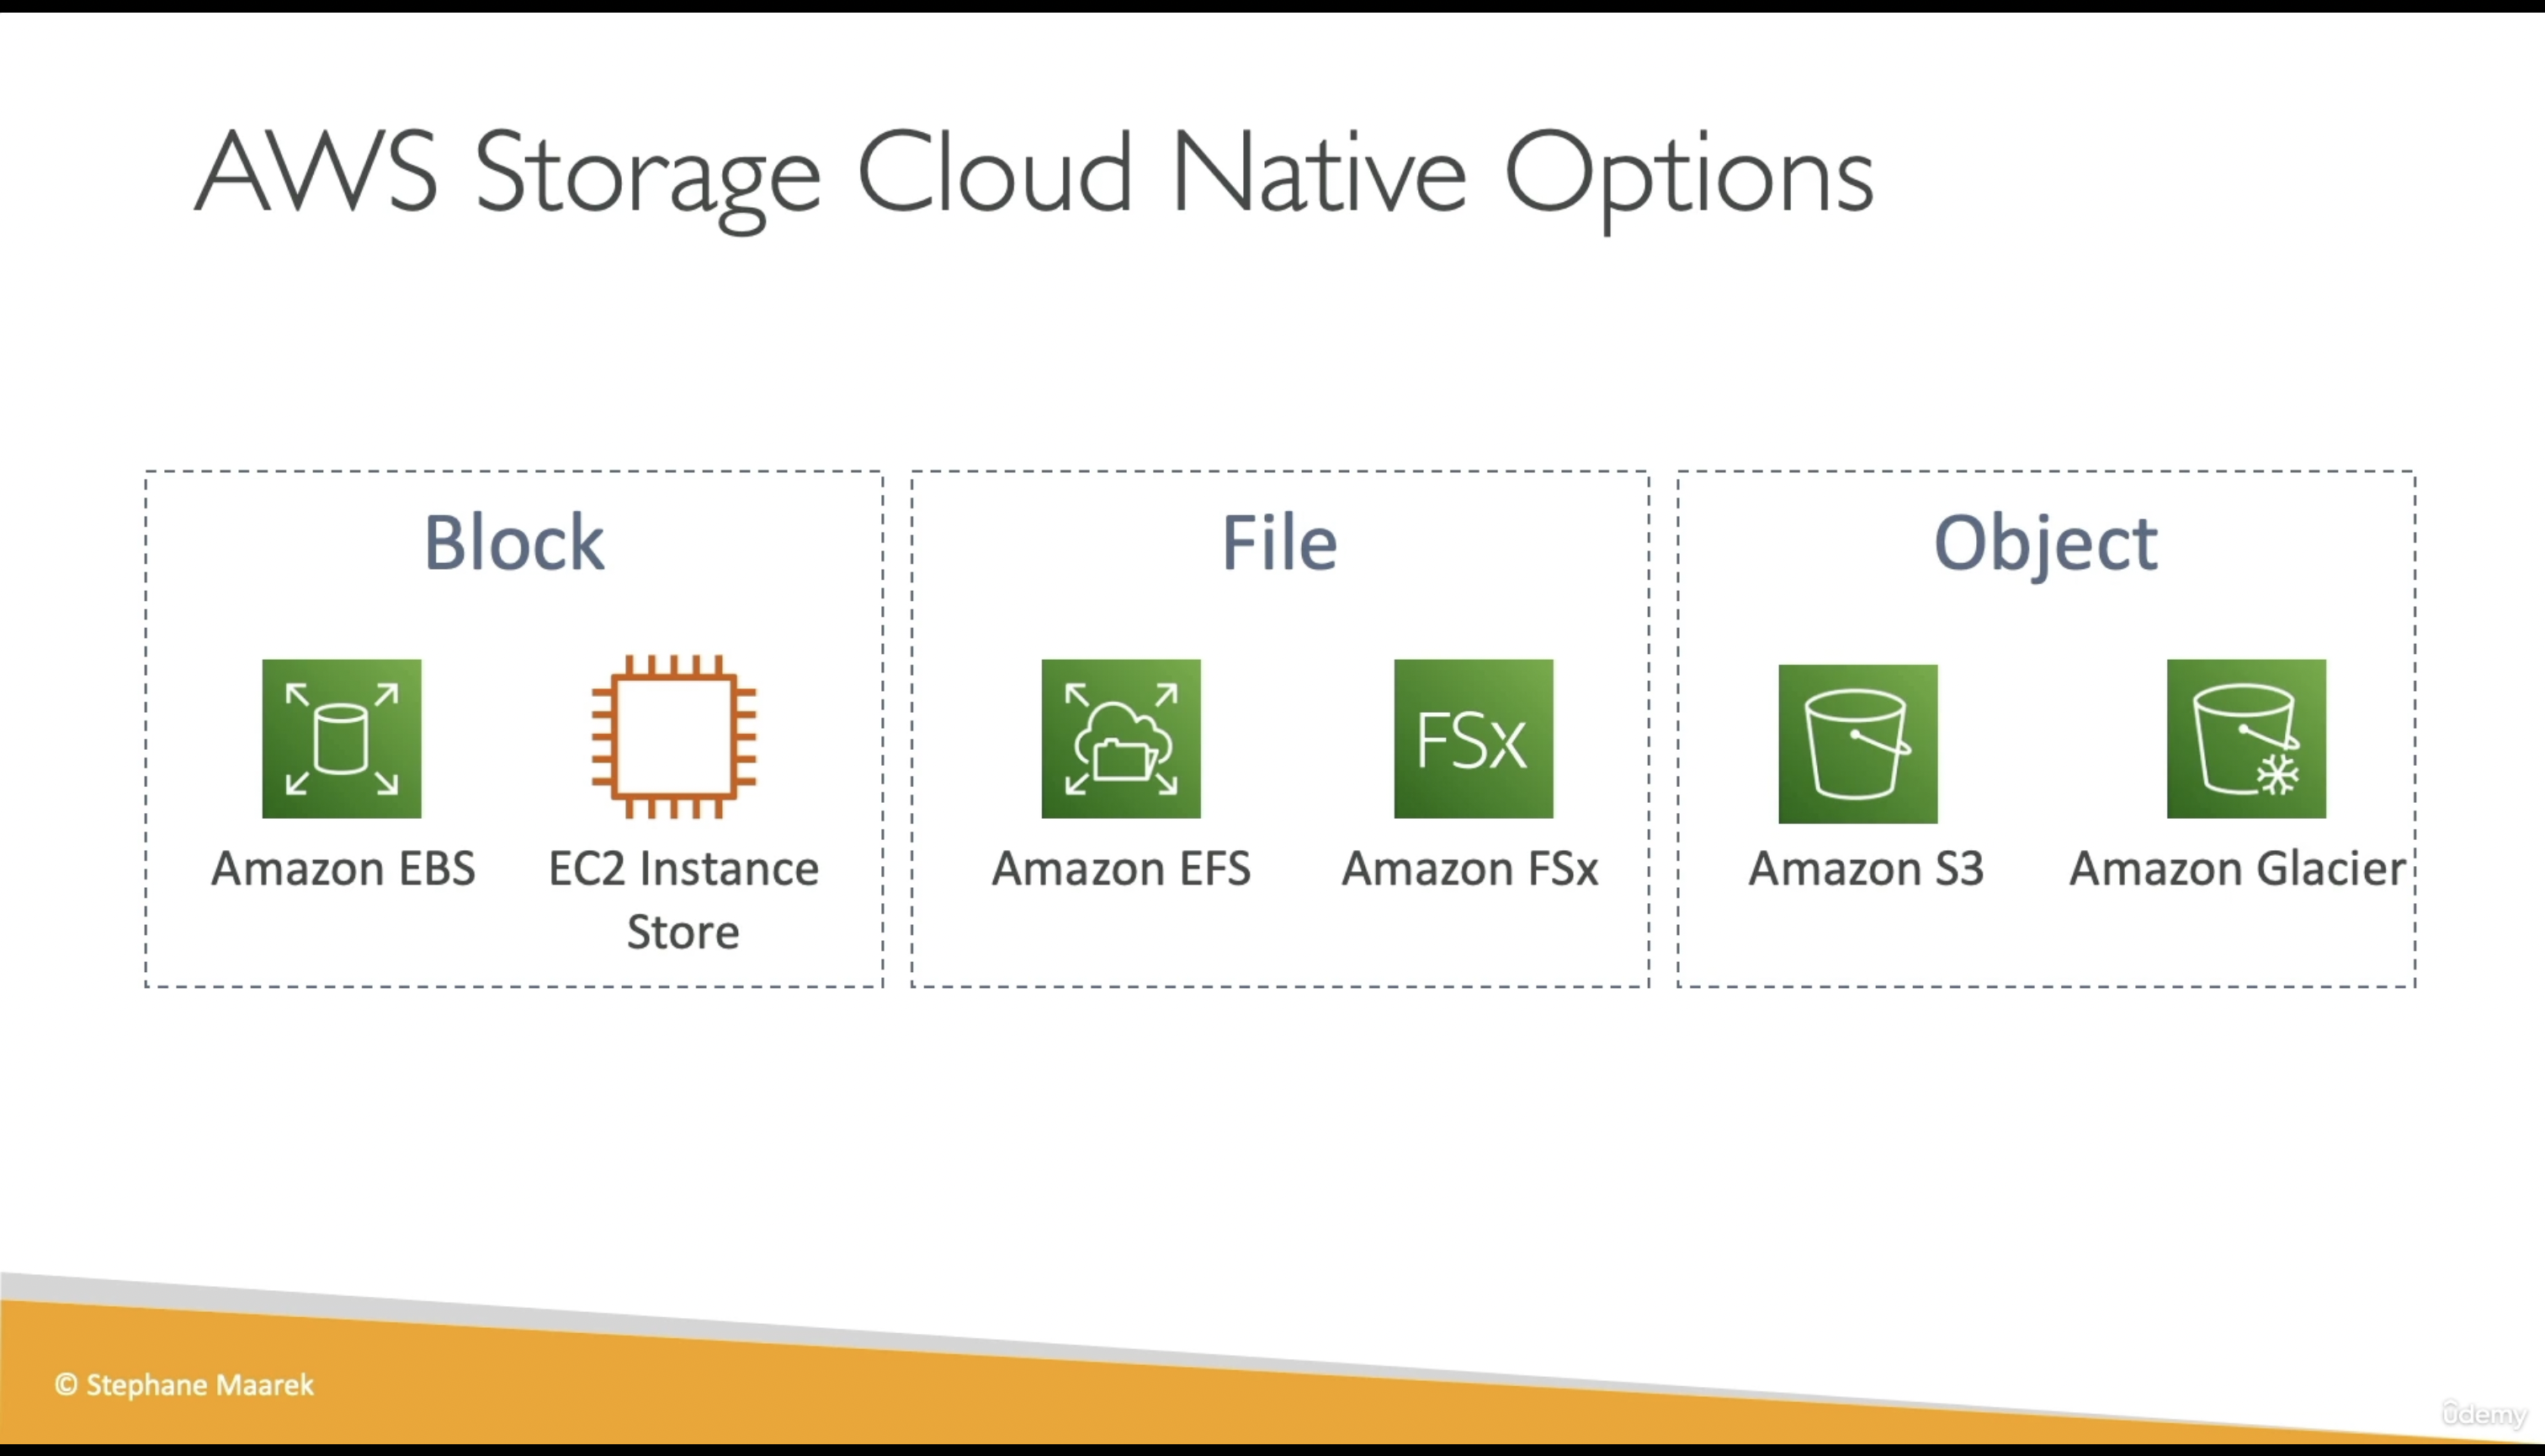 AWS Storage Cloud Native Options
Block
Amazon EBS
EC2 Instance
Store
File
FSx
Amazon EFS
Amazon FSx
Object
Amazon S3
Amazon Glacier
© Stephane Maarek
ûdemy